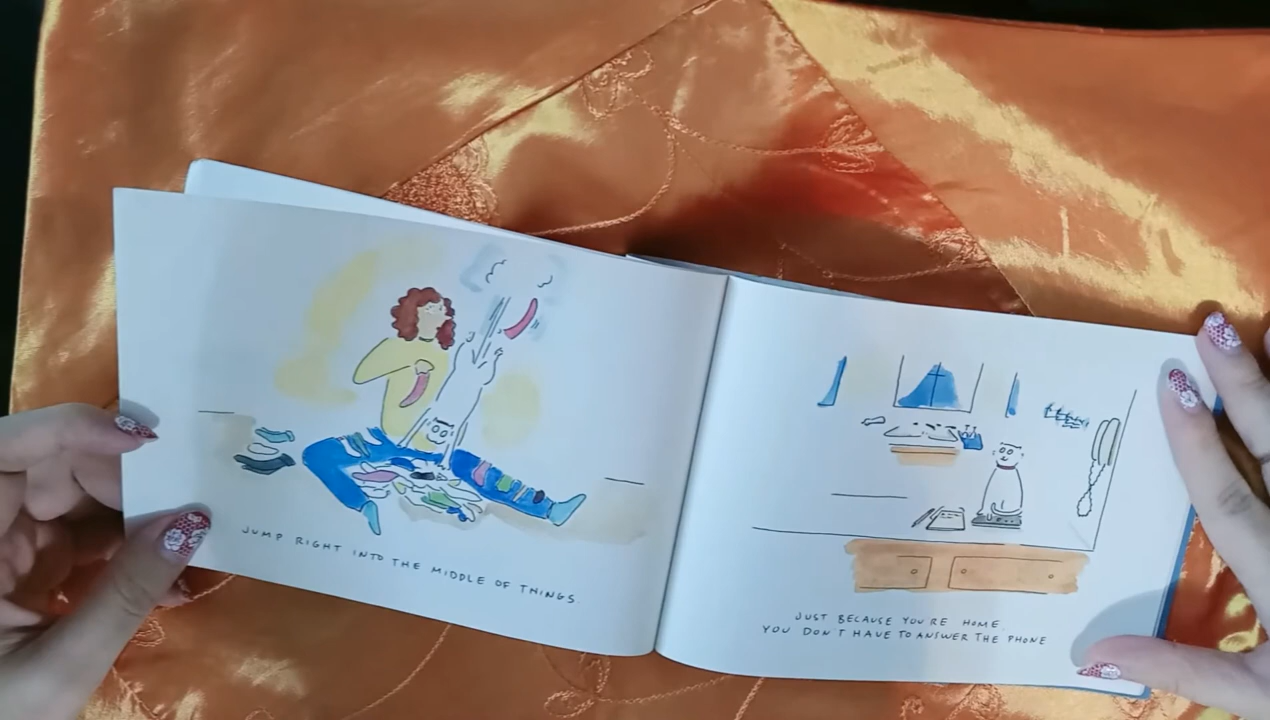 JUMP RIGHT INTO THE MIDDLE OF THINGS.
JUST BECAUSE YOU'RE HOME,
YOU DON'T HAVE TO ANSWER THE PHONE